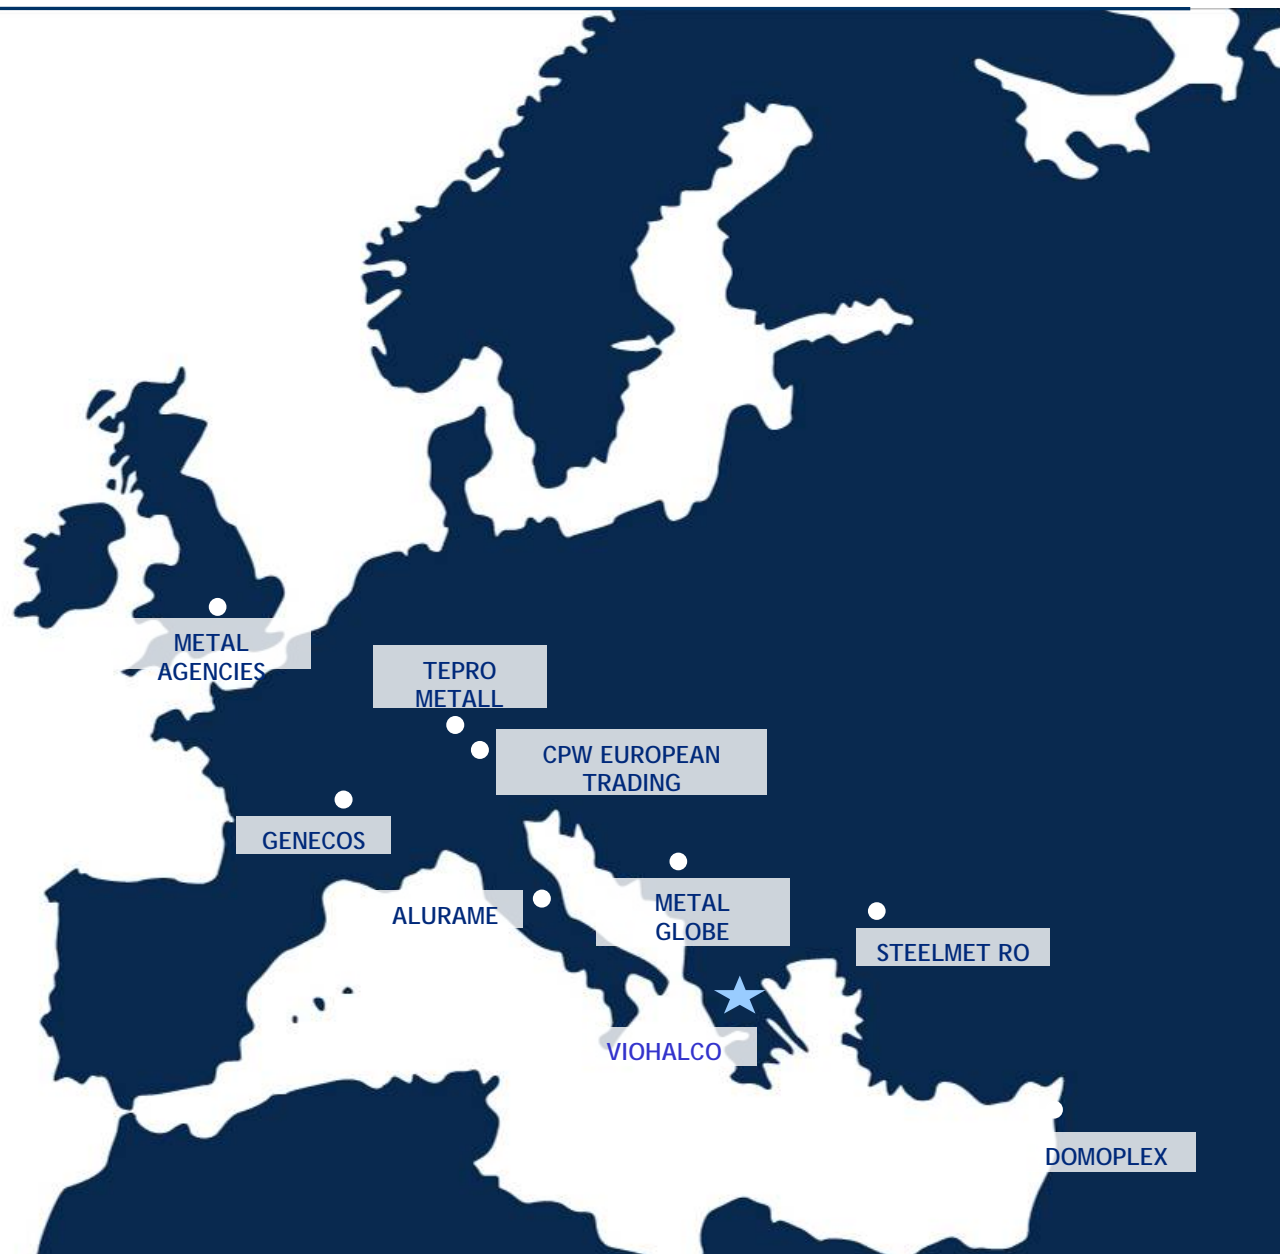 METAL
AGENCIES
TEPRO
METALL
CPW EUROPEAN
TRADING
GENECOS
ALURAME
METAL
GLOBE
STEELMET RO
VIOHALCO
DOMOPLEX